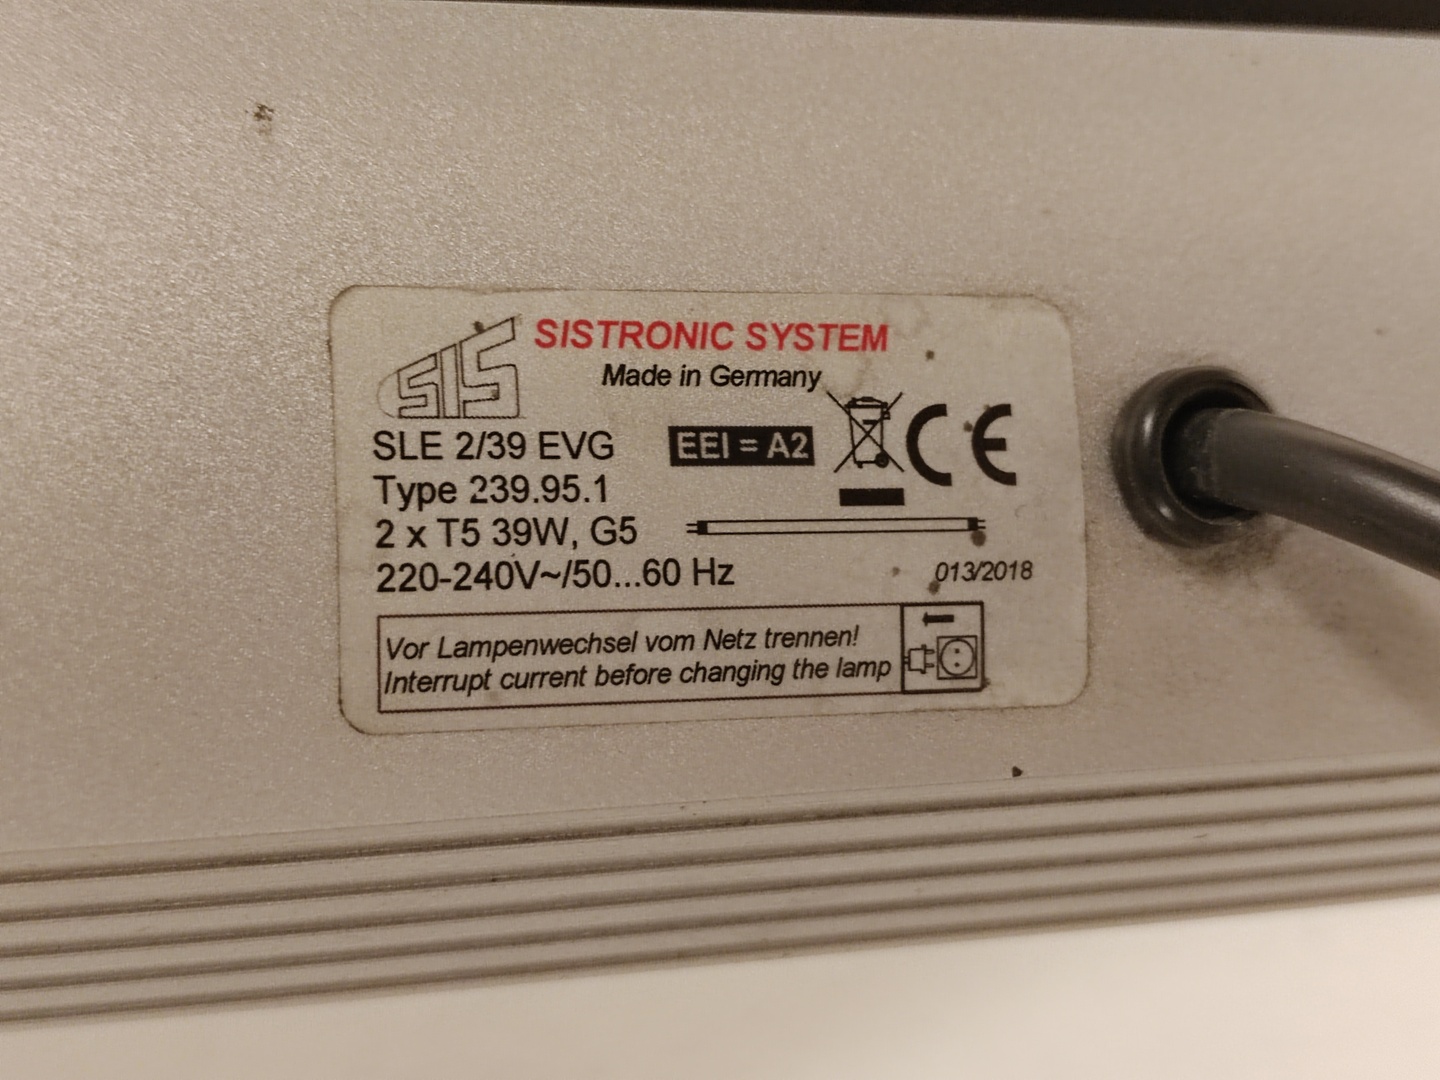 SIS
SISTRONIC SYSTEM
Made in Germany
SLE 2/39 EVG
EEI = A2
CE
Type 239.95.1
2 x T5 39W, G5
220-240V~/50...60 Hz
013/2018
Vor Lampenwechsel vom Netz trennen!
Interrupt current before changing the lamp